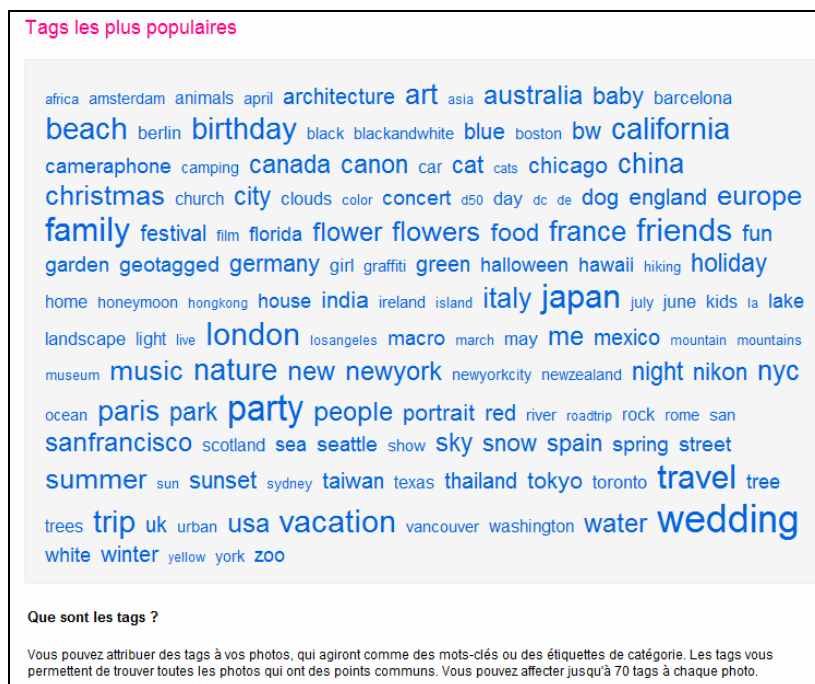 Tags les plus populaires
africa amsterdam animals april architecture art asia australia baby barcelona
beach berlin birthday black blackandwhite blue boston bw california
cameraphone camping canada canon car cat cats chicago china
christmas church city clouds color concert d50 day dc de dog england europe
family festival film florida flower flowers food france friends fun
garden geotagged germany girl graffiti green halloween hawaii hiking holiday
home honeymoon hongkong house india ireland island italy japan july june kids la lake
landscape light live london losangeles macro march may me mexico mountain mountains
museum music nature new newyork newyorkcity newzealand night nikon nyc
ocean paris park party people portrait red river roadtrip rock rome san
sanfrancisco scotland sea seattle show sky snow spain spring street
summer sun sunset sydney taiwan texas thailand tokyo toronto travel tree
trees trip uk urban usa vacation vancouver washington water wedding
white winter yellow york zoo
Que sont les tags ?
Vous pouvez attribuer des tags à vos photos, qui agiront comme des mots-clés ou des étiquettes de catégorie. Les tags vous
permettent de trouver toutes les photos qui ont des points communs. Vous pouvez affecter jusqu'à 70 tags à chaque photo.